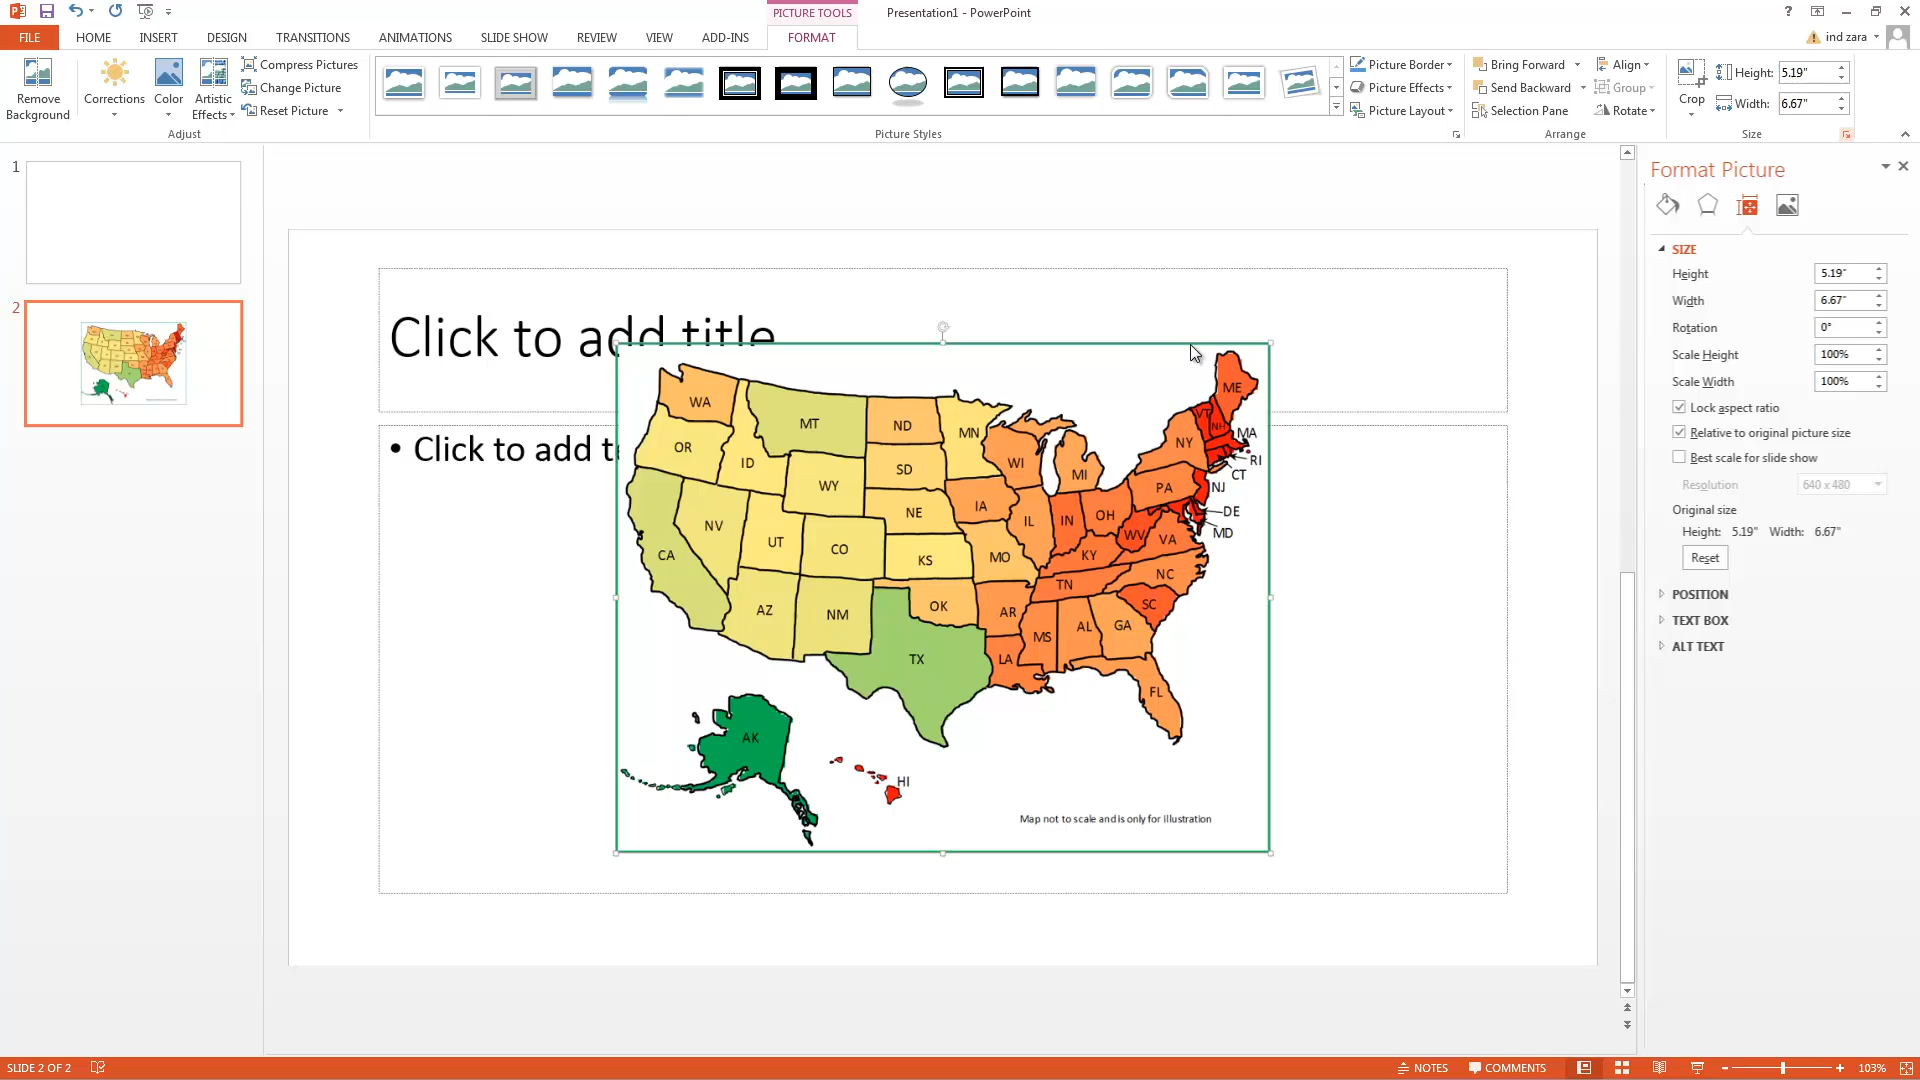 PICTURE TOOLS
Presentation1 - PowerPoint
?
FILE HOME INSERT DESIGN TRANSITIONS ANIMATIONS SLIDE SHOW REVIEW VIEW ADD-INS FORMAT
ind zara
Remove Background
Corrections
Color
Artistic Effects
Compress Pictures
Change Picture
Reset Picture
Adjust
Picture Styles
Picture Border
Picture Effects
Picture Layout
Bring Forward
Send Backward
Selection Pane
Align
Group
Rotate
Arrange
Crop
Height: 5.19"
Width: 6.67"
Size
1
2
Click to add title
• Click to add t
WA
MT
ND
MN
OR
ID
WY
SD
WI
MI
NY
ME
VT
NH
MA
RI
CT
NJ
DE
MD
PA
IA
NE
NV
UT
CO
KS
MO
IL
IN
OH
WV
VA
KY
CA
AZ
NM
OK
AR
TN
NC
SC
TX
LA
MS
AL
GA
FL
AK
HI
Map not to scale and is only for illustration
Format Picture
SIZE
Height 5.19"
Width 6.67"
Rotation 0°
Scale Height 100%
Scale Width 100%
Lock aspect ratio
Relative to original picture size
Best scale for slide show
Resolution 640 x 480
Original size
Height: 5.19" Width: 6.67"
Reset
POSITION
TEXT BOX
ALT TEXT
SLIDE 2 OF 2
NOTES COMMENTS 103%